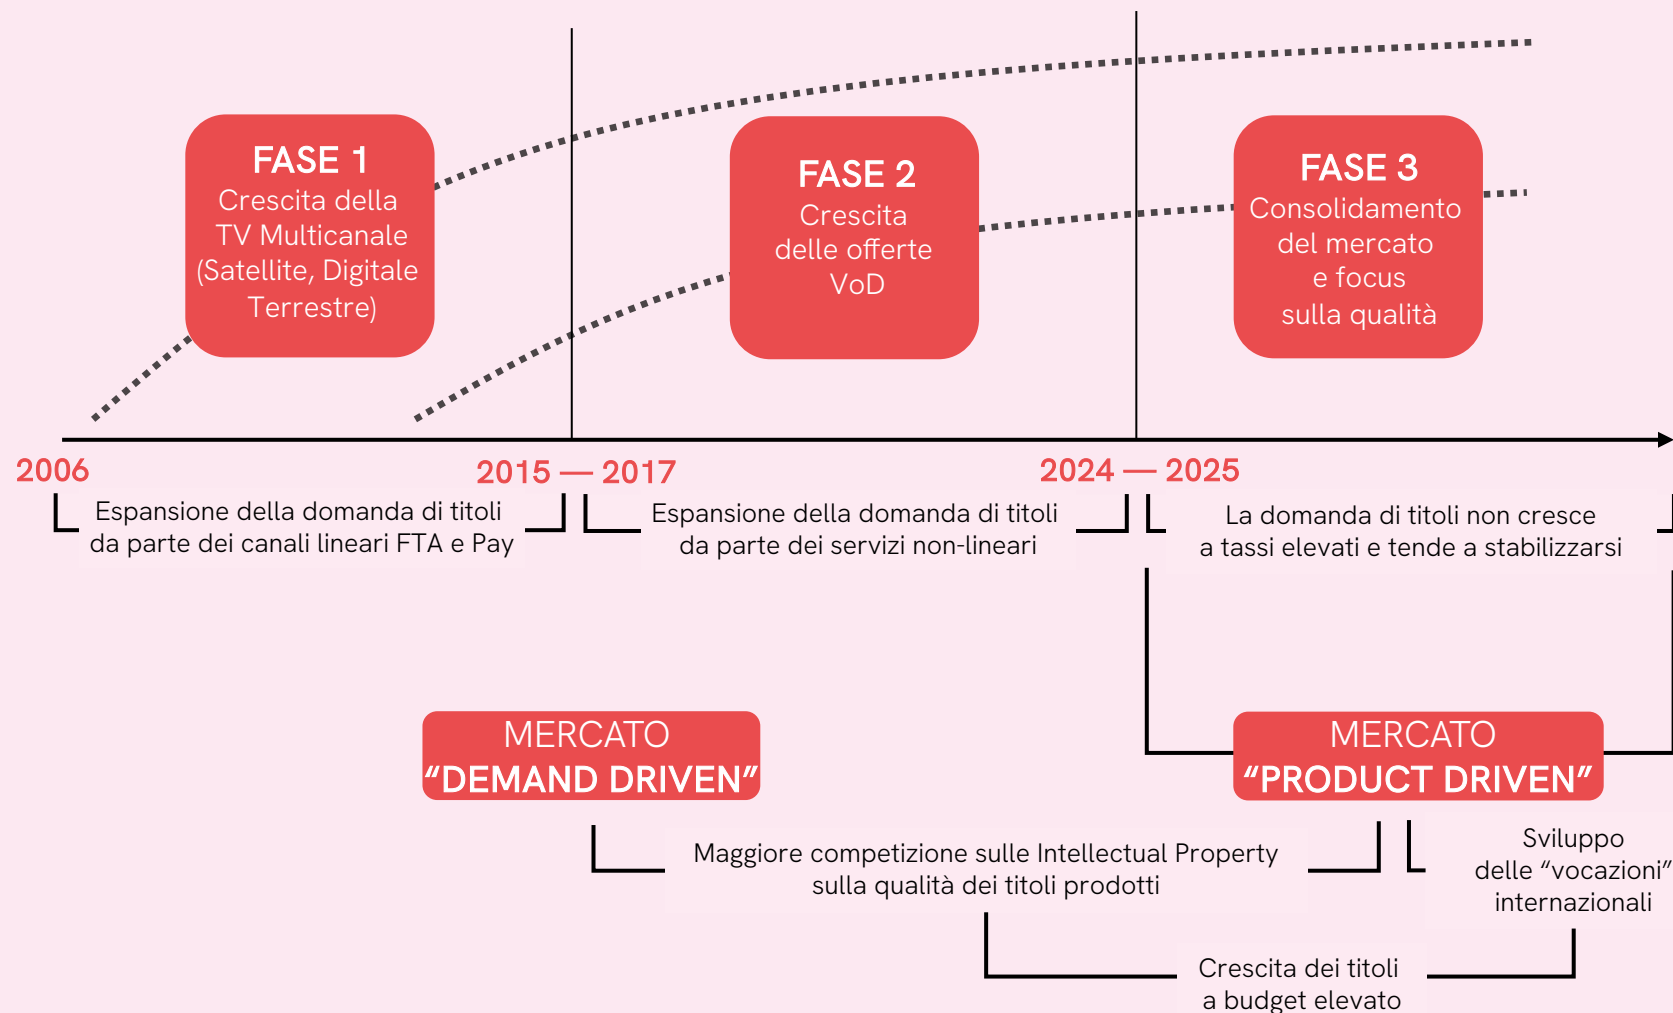 FASE 1
Crescita della
TV Multicanale
(Satellite, Digitale
Terrestre)
FASE 2
Crescita
delle offerte
VoD
FASE 3
Consolidamento
del mercato
e focus
sulla qualità
2006
2015 — 2017
2024 — 2025
Espansione della domanda di titoli
da parte dei canali lineari FTA e Pay
Espansione della domanda di titoli
da parte dei servizi non-lineari
La domanda di titoli non cresce
a tassi elevati e tende a stabilizzarsi
MERCATO
“DEMAND DRIVEN”
MERCATO
“PRODUCT DRIVEN”
Maggiore competizione sulle Intellectual Property
sulla qualità dei titoli prodotti
Sviluppo
delle “vocazioni”
internazionali
Crescita dei titoli
a budget elevato